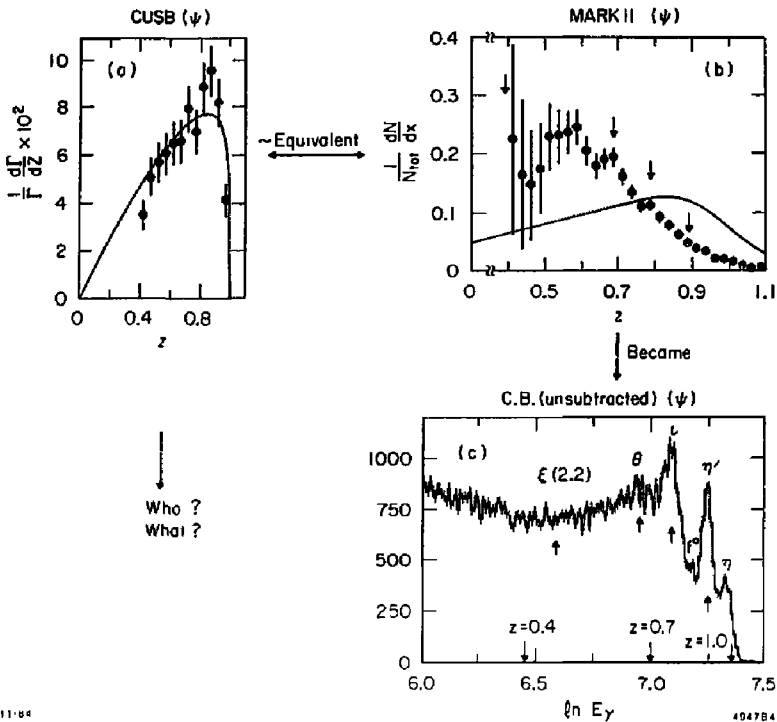 CUSB (ψ)
MARK II (ψ)
(a)
10
8
6
4
2
0
1/Γ dΓ/dZ × 10²
0 0.4 0.8
z
~ Equivalent
(b)
0.4
0.3
0.2
0.1
0
1/N_tot dN/dx
0 0.5 0.7 0.9 1.1
z
Became
Who ?
What ?
C.B. (unsubtracted) (ψ)
(c)
1000
750
500
250
0
ξ (2.2)
θ
ι
f°
η′
η
z=0.4
z=0.7
z=1.0
6.0 6.5 7.0 7.5
ln Eγ
11-84
4947B4